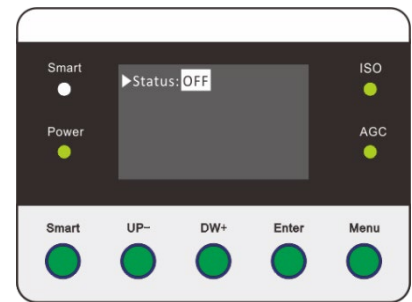 Smart
ISO
▶Status: OFF
Power
AGC
Smart UP- DW+ Enter Menu